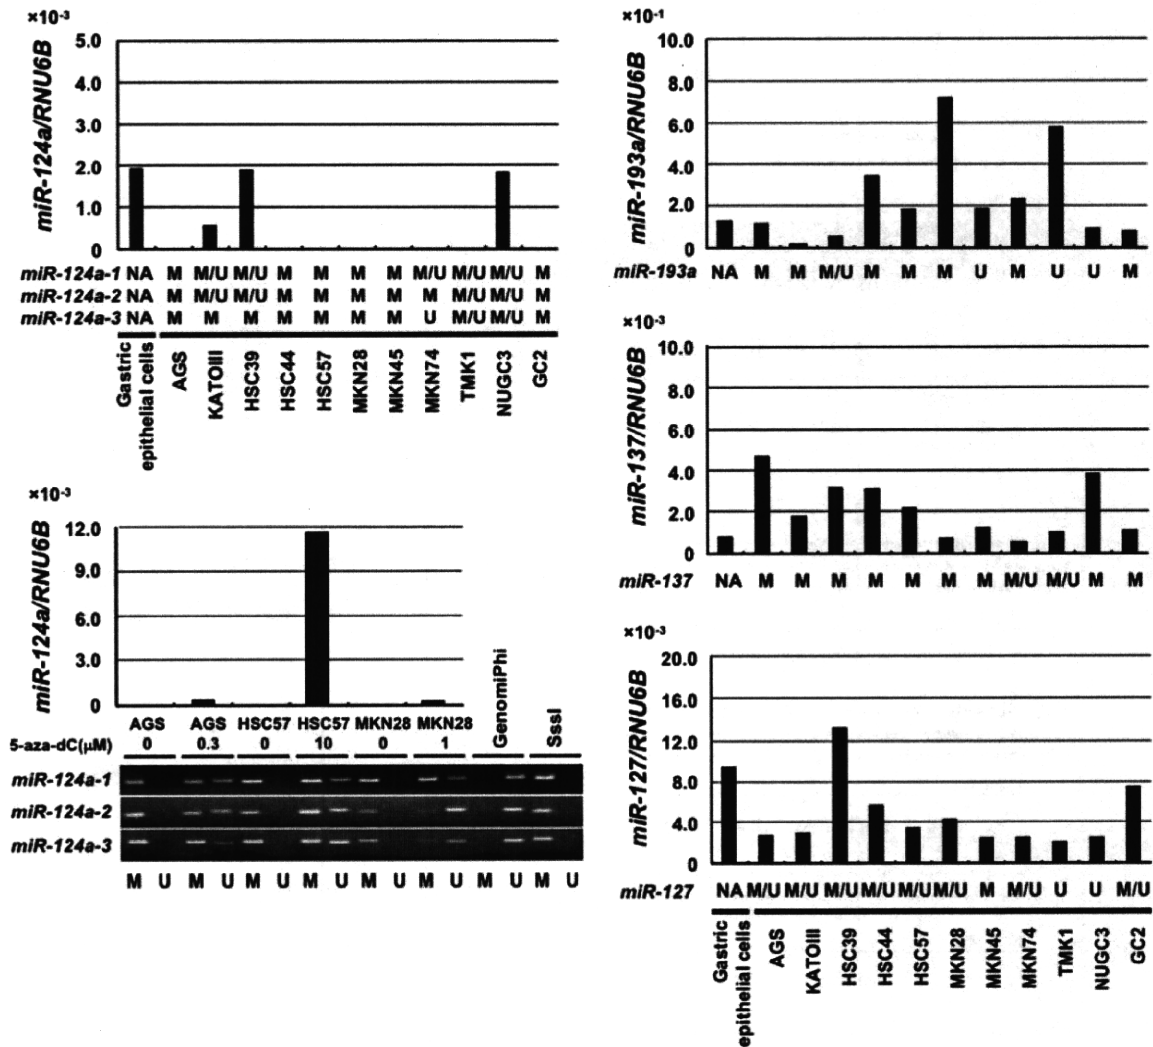 ×10⁻³
miR-124a/RNU6B
5.0
4.0
3.0
2.0
1.0
0
miR-124a-1 NA M M/U M/U M M M M M/U M/U M/U M
miR-124a-2 NA M M/U M/U M M M M M M/U M/U M
miR-124a-3 NA M M M M M M M U M/U M/U M
Gastric epithelial cells
AGS
KATOIII
HSC39
HSC44
HSC57
MKN28
MKN45
MKN74
TMK1
NUGC3
GC2
×10⁻³
miR-124a/RNU6B
12.0
9.0
6.0
3.0
0
AGS AGS HSC57 HSC57 MKN28 MKN28
5-aza-dC(μM) 0 0.3 0 10 0 1
GenomiPhi
SssI
miR-124a-1
miR-124a-2
miR-124a-3
M U M U M U M U M U M U M U M U
×10⁻¹
miR-193a/RNU6B
10.0
8.0
6.0
4.0
2.0
0
miR-193a NA M M M/U M M M U M U U M
×10⁻³
miR-137/RNU6B
10.0
8.0
6.0
4.0
2.0
0
miR-137 NA M M M M M M M M/U M/U M M
×10⁻³
miR-127/RNU6B
20.0
16.0
12.0
8.0
4.0
0
miR-127 NA M/U M/U M/U M/U M/U M/U M M/U U U M/U
Gastric epithelial cells
AGS
KATOIII
HSC39
HSC44
HSC57
MKN28
MKN45
MKN74
TMK1
NUGC3
GC2